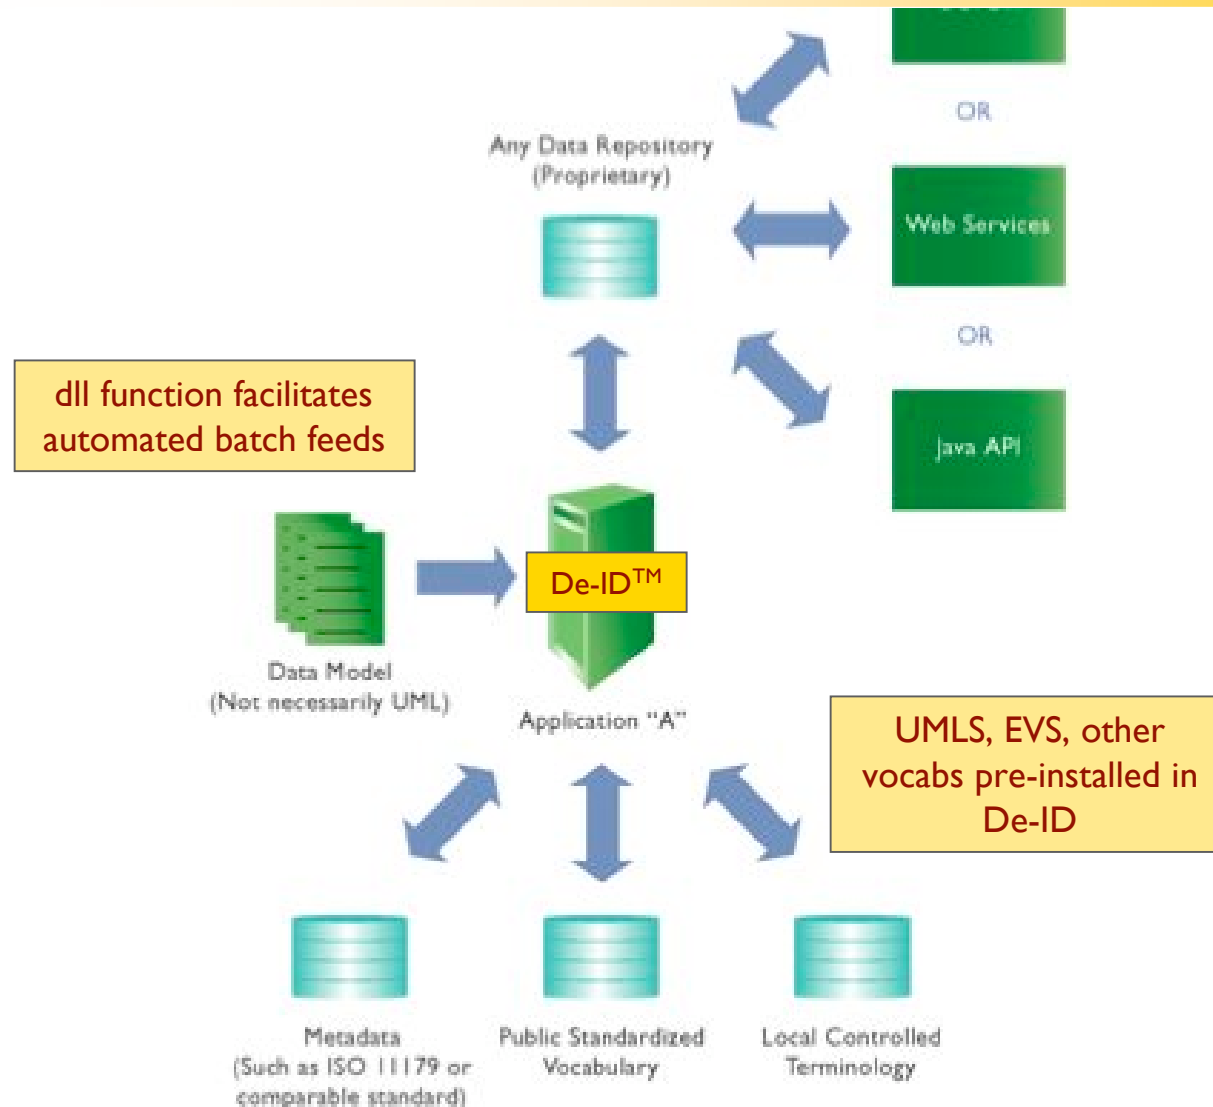 OR
Any Data Repository
(Proprietary)
Web Services
OR
dll function facilitates
automated batch feeds
Java API
De-ID™
Data Model
(Not necessarily UML)
Application “A”
UMLS, EVS, other
vocabs pre-installed in
De-ID
Metadata
(Such as ISO 11179 or
comparable standard)
Public Standardized
Vocabulary
Local Controlled
Terminology